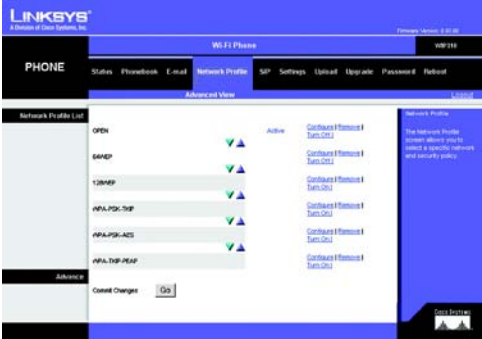 LINKSYS®
A Division of Cisco Systems, Inc.
Wi-Fi Phone
PHONE
Status Phonebook E-mail Network Profile SIP Settings Upload Upgrade Password Reboot
Advanced View Logout
Network Profile List
OPEN Active Configure | Remove |
Turn Off |
64WEP Configure | Remove |
Turn On |
128WEP Configure | Remove |
Turn On |
WPA-PSK-TKIP Configure | Remove |
Turn On |
WPA-PSK-AES Configure | Remove |
Turn On |
WPA-TKIP-PEAP Configure | Remove |
Turn On |
Network Profile
The Network Profile
screen allows you to
select a specific network
and security policy.
Advance
Commit Changes Go
Cisco Systems